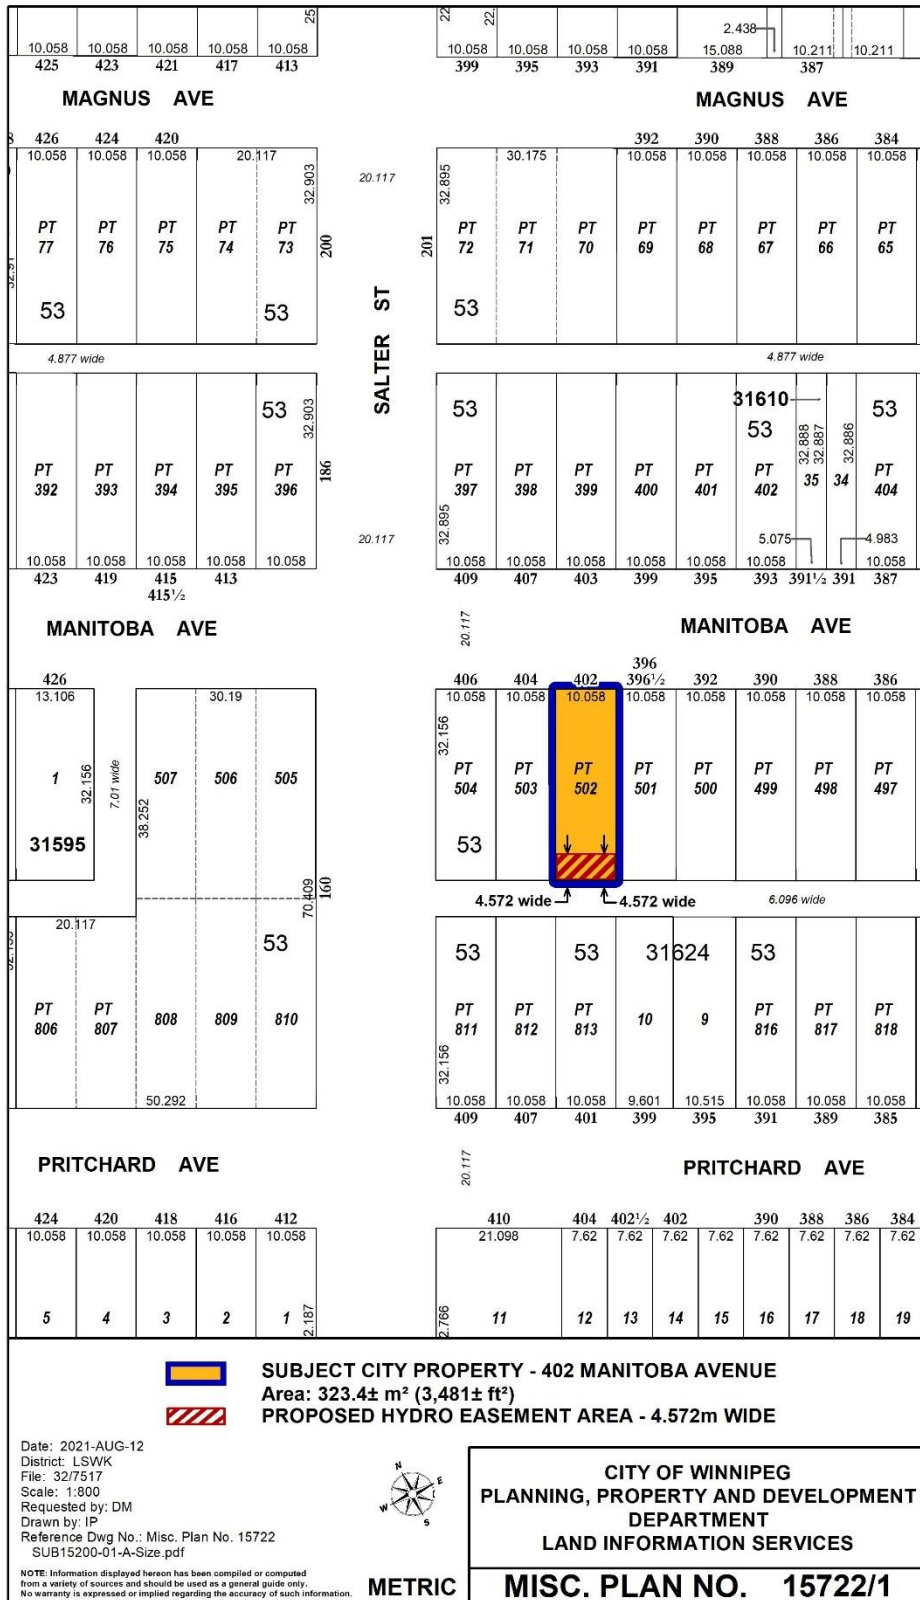 25 22 22.
2.438
10.058 10.058 10.058 10.058 10.058 10.058 10.058 10.058 10.058 15.088 10.211 10.211
425 423 421 417 413 399 395 393 391 389 387
MAGNUS AVE MAGNUS AVE
426 424 420 392 390 388 386 384
10.058 10.058 10.058 20.117 30.175 10.058 10.058 10.058 10.058 10.058
32.903 20.117 32.895
PT PT PT PT PT PT PT PT PT PT PT PT PT
77 76 75 74 73 200 201 72 71 70 69 68 67 66 65
53 53 SALTER ST 53
4.877 wide 4.877 wide
53 32.903 53 31610 53 53
32.888 32.887 32.886
PT PT PT PT PT PT PT PT PT PT PT PT
392 393 394 395 396 186 397 398 399 400 401 402 35 34 404
20.117 32.895 5.075 4.983
10.058 10.058 10.058 10.058 10.058 10.058 10.058 10.058 10.058 10.058 10.058 10.058
423 419 415 413 409 407 403 399 395 393 391½ 391 387
415½
20.117
MANITOBA AVE MANITOBA AVE
396
426 406 404 402 396½ 392 390 388 386
13.106 30.19 10.058 10.058 10.058 10.058 10.058 10.058 10.058 10.058
32.156
1 32.156 7.01 wide 507 506 505 PT PT PT PT PT PT PT PT
504 503 502 501 500 499 498 497
38.252
31595 53
70.409 160
4.572 wide 4.572 wide 6.096 wide
20.117
53 53 53 31624 53
PT PT 808 809 810 PT PT PT 10 9 PT PT PT
806 807 811 812 813 816 817 818
32.156
50.292 10.058 10.058 10.058 9.601 10.515 10.058 10.058 10.058
409 407 401 399 395 391 389 385
20.117
PRITCHARD AVE PRITCHARD AVE
424 420 418 416 412 410 404 402½ 402 390 388 386 384
10.058 10.058 10.058 10.058 10.058 21.098 7.62 7.62 7.62 7.62 7.62 7.62 7.62 7.62
5 4 3 2 1 2.187 2.766 11 12 13 14 15 16 17 18 19
SUBJECT CITY PROPERTY - 402 MANITOBA AVENUE
Area: 323.4± m² (3,481± ft²)
PROPOSED HYDRO EASEMENT AREA - 4.572m WIDE
Date: 2021-AUG-12
District: LSWK
File: 32/7517
Scale: 1:800
Requested by: DM
Drawn by: IP
Reference Dwg No.: Misc. Plan No. 15722
SUB15200-01-A-Size.pdf
NOTE: Information displayed hereon has been compiled or computed
from a variety of sources and should be used as a general guide only.
No warranty is expressed or implied regarding the accuracy of such information.
N
E
W
S
METRIC
CITY OF WINNIPEG
PLANNING, PROPERTY AND DEVELOPMENT
DEPARTMENT
LAND INFORMATION SERVICES
MISC. PLAN NO. 15722/1